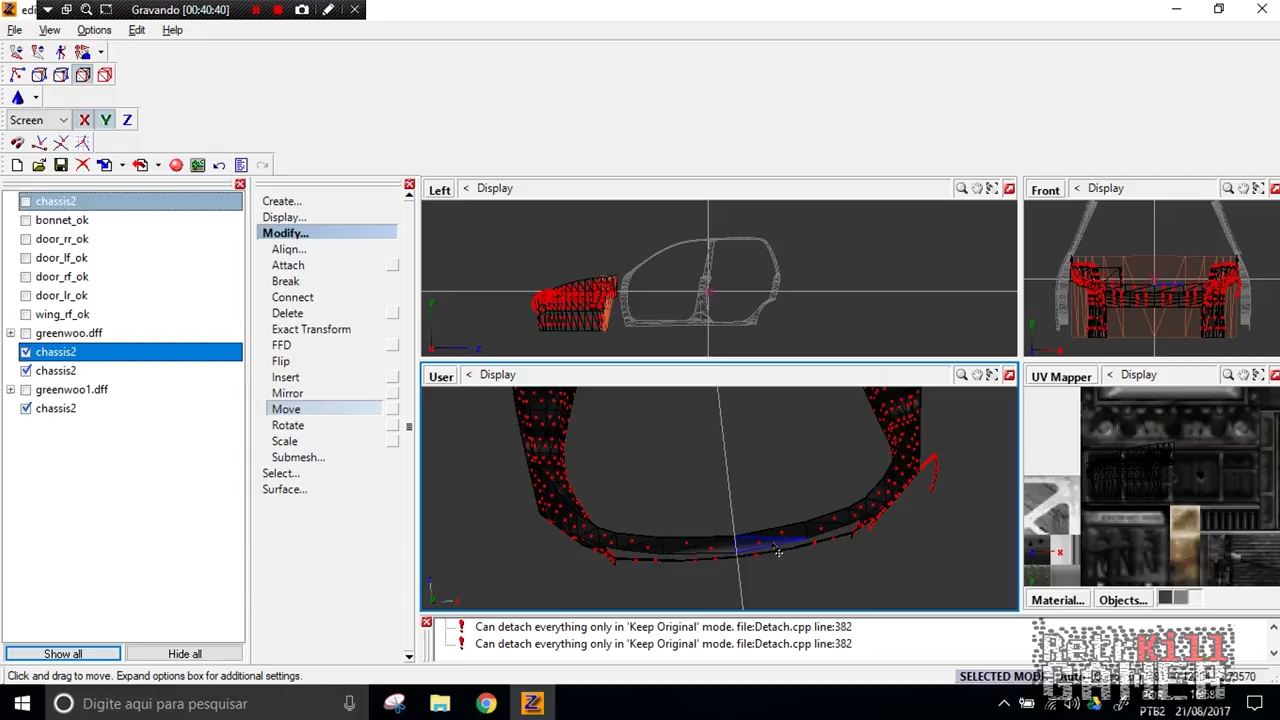 edi
Gravando [00:40:40]
File View Options Edit Help
Screen X Y Z
chassis2
bonnet_ok
door_rr_ok
door_lf_ok
door_rf_ok
door_lr_ok
wing_rf_ok
greenwoo.dff
chassis2
chassis2
greenwoo1.dff
chassis2
Show all Hide all
Create...
Display...
Modify...
Align...
Attach
Break
Connect
Delete
Exact Transform
FFD
Flip
Insert
Mirror
Move
Rotate
Scale
Submesh...
Select...
Surface...
Left < Display
Front < Display
User < Display
UV Mapper < Display
Material... Objects...
Can detach everything only in 'Keep Original' mode. file:Detach.cpp line:382
Can detach everything only in 'Keep Original' mode. file:Detach.cpp line:382
Click and drag to move. Expand options box for additional settings.
SELECTED MOD
Digite aqui para pesquisar
PTB2 21/08/2017